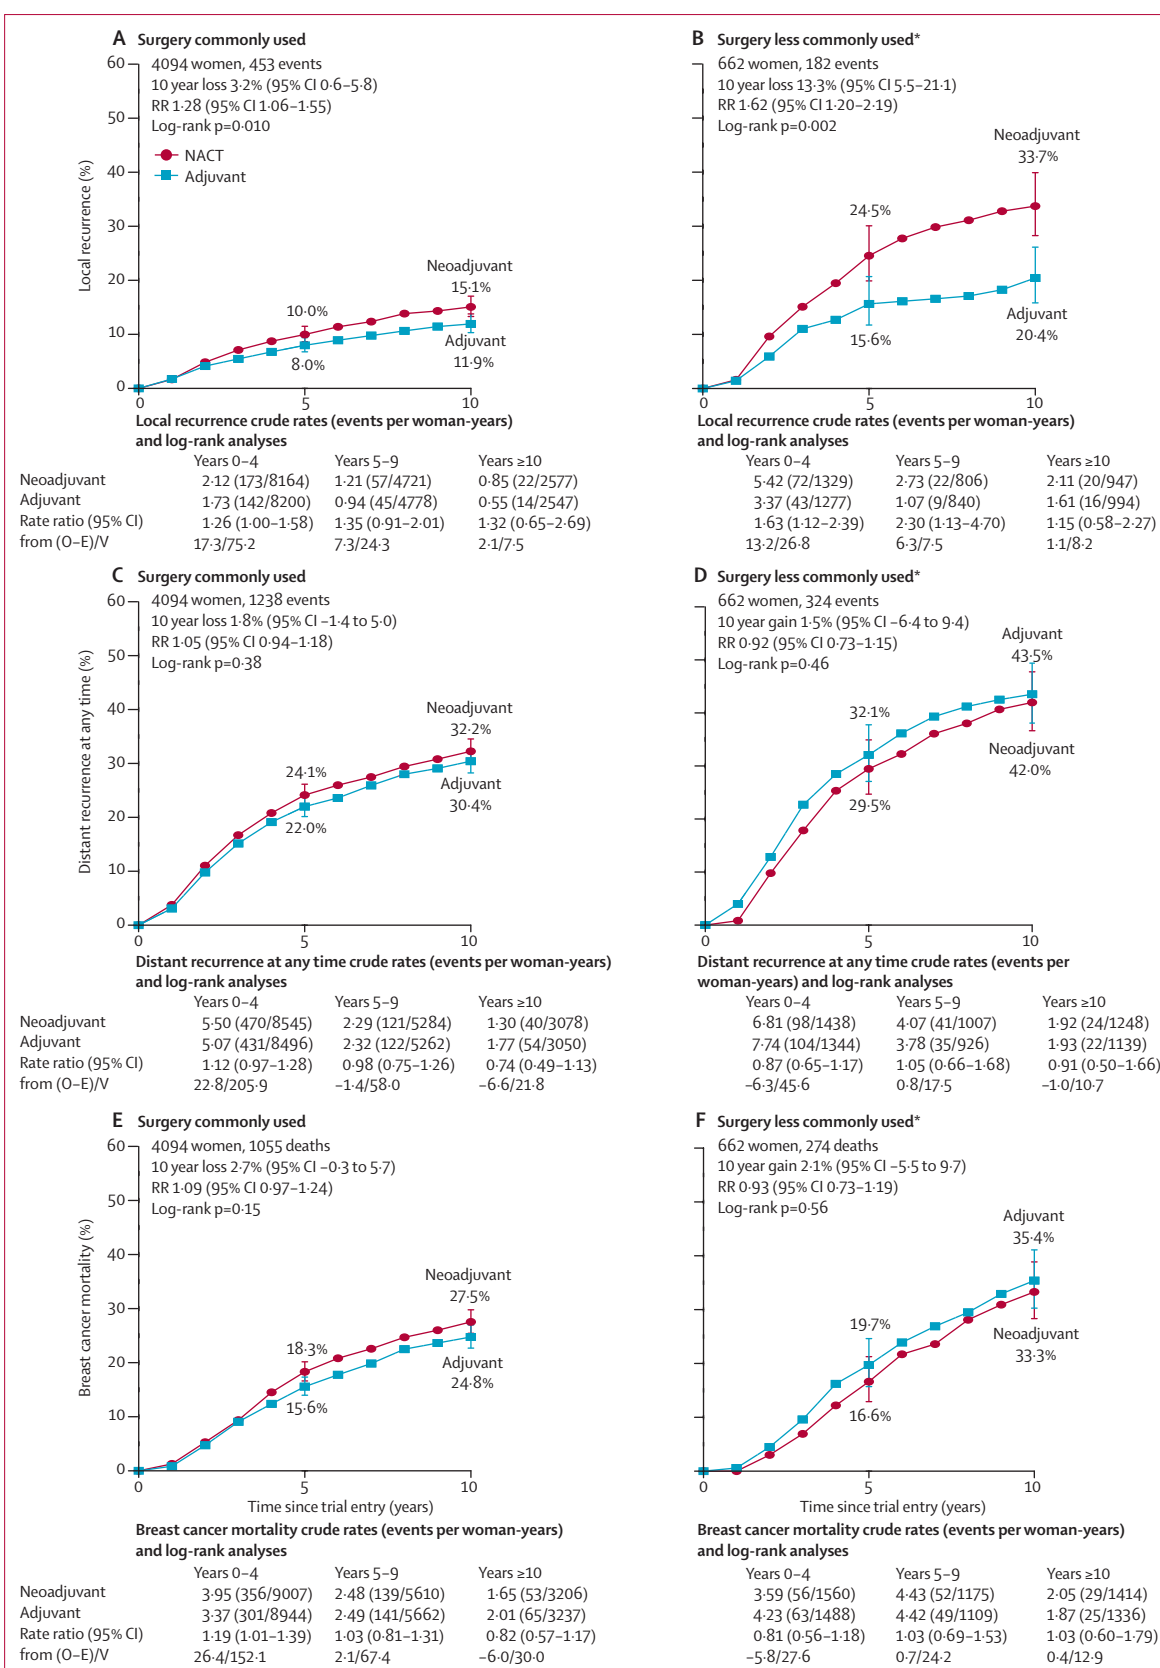 A Surgery commonly used
4094 women, 453 events
10 year loss 3·2% (95% CI 0·6–5·8)
RR 1·28 (95% CI 1·06–1·55)
Log-rank p=0·010
NACT
Adjuvant
Local recurrence (%)
60
50
40
30
20
10
0
10·0%
8·0%
Neoadjuvant
15·1%
Adjuvant
11·9%
0 5 10
Local recurrence crude rates (events per woman-years)
and log-rank analyses
Years 0–4 Years 5–9 Years ≥10
Neoadjuvant 2·12 (173/8164) 1·21 (57/4721) 0·85 (22/2577)
Adjuvant 1·73 (142/8200) 0·94 (45/4778) 0·55 (14/2547)
Rate ratio (95% CI) 1·26 (1·00–1·58) 1·35 (0·91–2·01) 1·32 (0·65–2·69)
from (O–E)/V 17·3/75·2 7·3/24·3 2·1/7·5
B Surgery less commonly used*
662 women, 182 events
10 year loss 13·3% (95% CI 5·5–21·1)
RR 1·62 (95% CI 1·20–2·19)
Log-rank p=0·002
Neoadjuvant
33·7%
24·5%
15·6%
Adjuvant
20·4%
0 5 10
Local recurrence crude rates (events per woman-years)
and log-rank analyses
Years 0–4 Years 5–9 Years ≥10
5·42 (72/1329) 2·73 (22/806) 2·11 (20/947)
3·37 (43/1277) 1·07 (9/840) 1·61 (16/994)
1·63 (1·12–2·39) 2·30 (1·13–4·70) 1·15 (0·58–2·27)
13·2/26·8 6·3/7·5 1·1/8·2
C Surgery commonly used
4094 women, 1238 events
10 year loss 1·8% (95% CI –1·4 to 5·0)
RR 1·05 (95% CI 0·94–1·18)
Log-rank p=0·38
Distant recurrence at any time (%)
60
50
40
30
20
10
0
24·1%
22·0%
Neoadjuvant
32·2%
Adjuvant
30·4%
0 5 10
Distant recurrence at any time crude rates (events per woman-years)
and log-rank analyses
Years 0–4 Years 5–9 Years ≥10
Neoadjuvant 5·50 (470/8545) 2·29 (121/5284) 1·30 (40/3078)
Adjuvant 5·07 (431/8496) 2·32 (122/5262) 1·77 (54/3050)
Rate ratio (95% CI) 1·12 (0·97–1·28) 0·98 (0·75–1·26) 0·74 (0·49–1·13)
from (O–E)/V 22·8/205·9 –1·4/58·0 –6·6/21·8
D Surgery less commonly used*
662 women, 324 events
10 year gain 1·5% (95% CI –6·4 to 9·4)
RR 0·92 (95% CI 0·73–1·15)
Log-rank p=0·46
Adjuvant
43·5%
32·1%
29·5%
Neoadjuvant
42·0%
0 5 10
Distant recurrence at any time crude rates (events per
woman-years) and log-rank analyses
Years 0–4 Years 5–9 Years ≥10
6·81 (98/1438) 4·07 (41/1007) 1·92 (24/1248)
7·74 (104/1344) 3·78 (35/926) 1·93 (22/1139)
0·87 (0·65–1·17) 1·05 (0·66–1·68) 0·91 (0·50–1·66)
–6·3/45·6 0·8/17·5 –1·0/10·7
E Surgery commonly used
4094 women, 1055 deaths
10 year loss 2·7% (95% CI –0·3 to 5·7)
RR 1·09 (95% CI 0·97–1·24)
Log-rank p=0·15
Breast cancer mortality (%)
60
50
40
30
20
10
0
18·3%
15·6%
Neoadjuvant
27·5%
Adjuvant
24·8%
0 5 10
Time since trial entry (years)
Breast cancer mortality crude rates (events per woman-years)
and log-rank analyses
Years 0–4 Years 5–9 Years ≥10
Neoadjuvant 3·95 (356/9007) 2·48 (139/5610) 1·65 (53/3206)
Adjuvant 3·37 (301/8944) 2·49 (141/5662) 2·01 (65/3237)
Rate ratio (95% CI) 1·19 (1·01–1·39) 1·03 (0·81–1·31) 0·82 (0·57–1·17)
from (O–E)/V 26·4/152·1 2·1/67·4 –6·0/30·0
F Surgery less commonly used*
662 women, 274 deaths
10 year gain 2·1% (95% CI –5·5 to 9·7)
RR 0·93 (95% CI 0·73–1·19)
Log-rank p=0·56
Adjuvant
35·4%
19·7%
16·6%
Neoadjuvant
33·3%
0 5 10
Time since trial entry (years)
Breast cancer mortality crude rates (events per woman-years)
and log-rank analyses
Years 0–4 Years 5–9 Years ≥10
3·59 (56/1560) 4·43 (52/1175) 2·05 (29/1414)
4·23 (63/1488) 4·42 (49/1109) 1·87 (25/1336)
0·81 (0·56–1·18) 1·03 (0·69–1·53) 1·03 (0·60–1·79)
–5·8/27·6 0·7/24·2 0·4/12·9